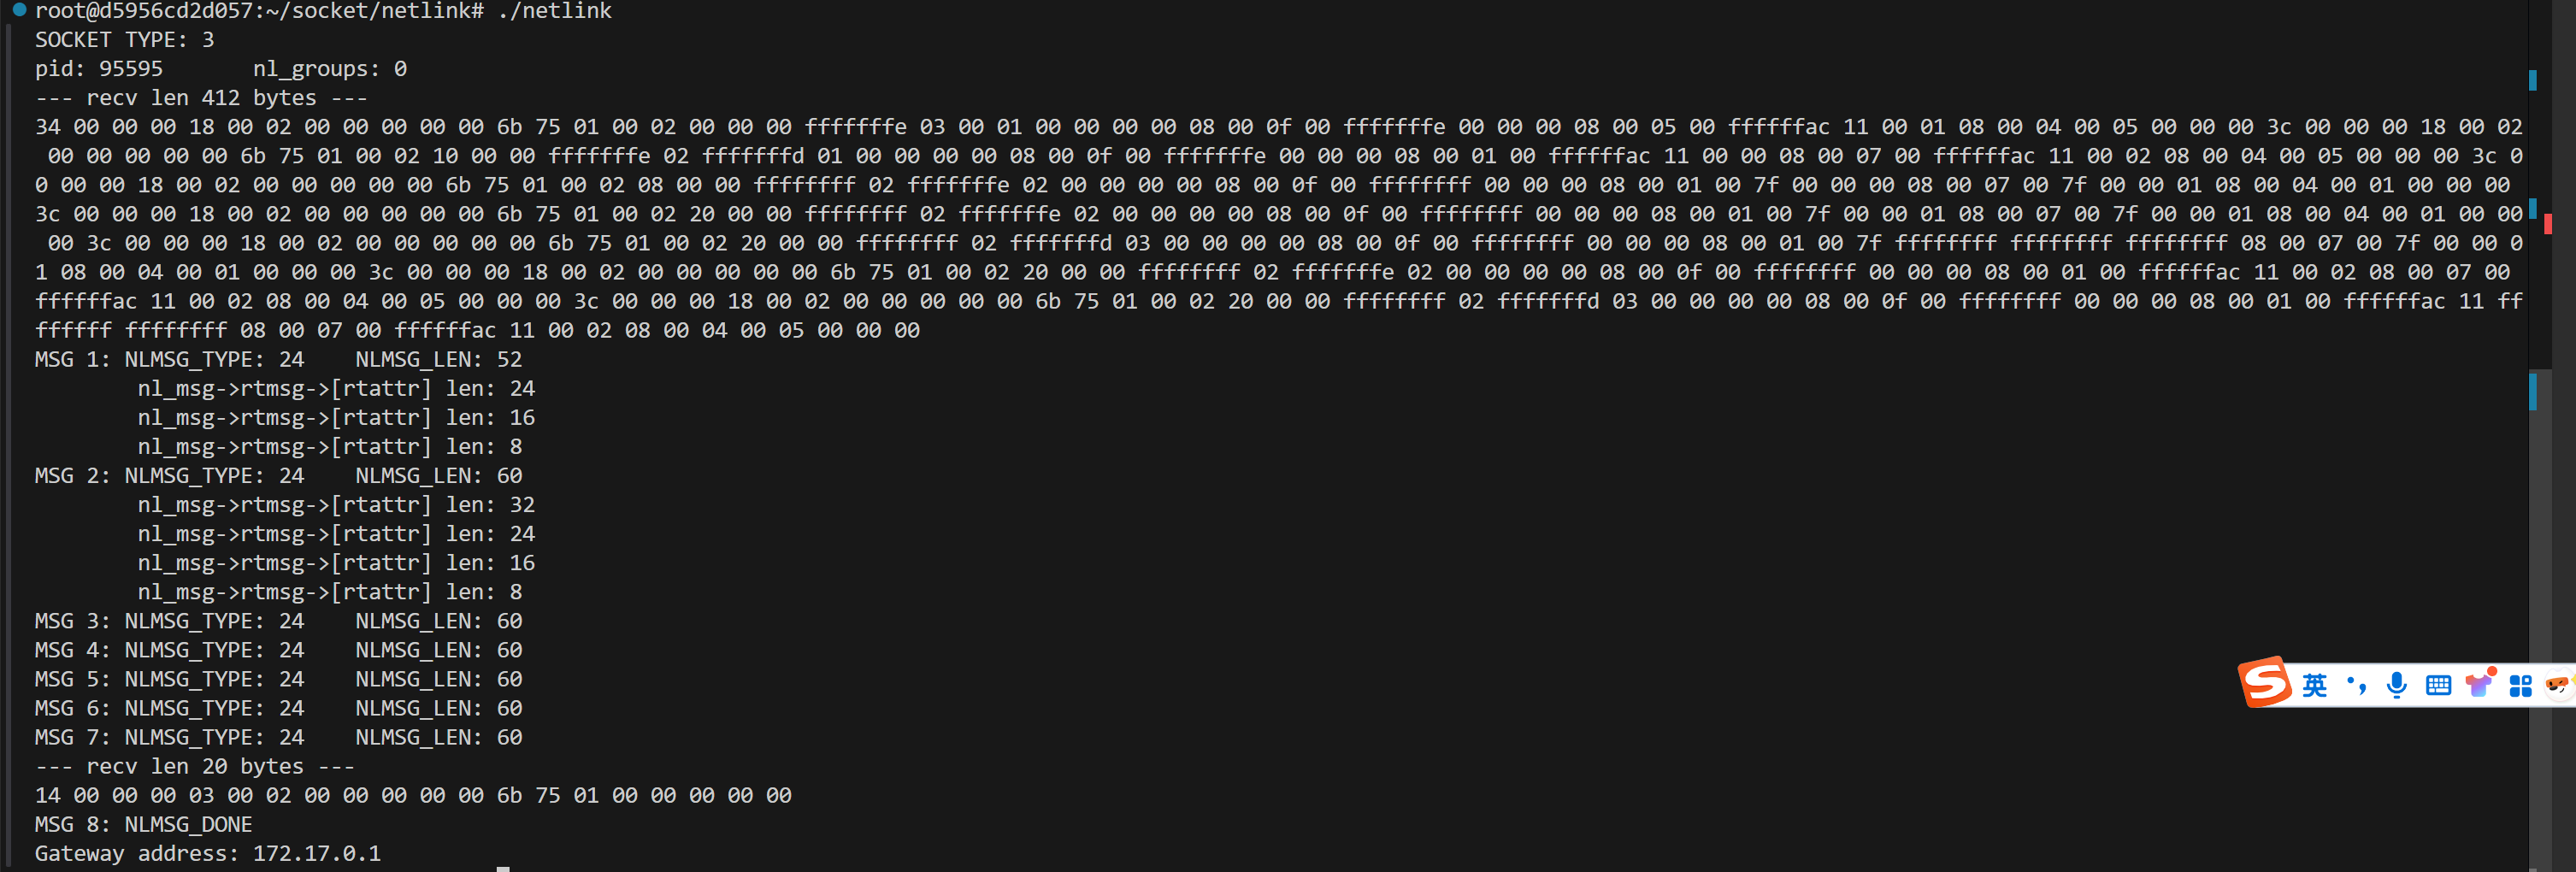 root@d5956cd2d057:~/socket/netlink# ./netlink
SOCKET TYPE: 3
pid: 95595       nl_groups: 0
--- recv len 412 bytes ---
34 00 00 00 18 00 02 00 00 00 00 00 6b 75 01 00 02 00 00 00 fffffffe 03 00 01 00 00 00 00 08 00 0f 00 fffffffe 00 00 00 08 00 05 00 ffffffac 11 00 01 08 00 04 00 05 00 00 00 3c 00 00 00 18 00 02
 00 00 00 00 00 6b 75 01 00 02 10 00 00 fffffffe 02 fffffffd 01 00 00 00 00 08 00 0f 00 fffffffe 00 00 00 08 00 01 00 ffffffac 11 00 00 08 00 07 00 ffffffac 11 00 02 08 00 04 00 05 00 00 00 3c 0
0 00 00 18 00 02 00 00 00 00 00 6b 75 01 00 02 08 00 00 ffffffff 02 fffffffe 02 00 00 00 00 08 00 0f 00 ffffffff 00 00 00 08 00 01 00 7f 00 00 00 08 00 07 00 7f 00 00 01 08 00 04 00 01 00 00 00
3c 00 00 00 18 00 02 00 00 00 00 00 6b 75 01 00 02 20 00 00 ffffffff 02 fffffffe 02 00 00 00 00 08 00 0f 00 ffffffff 00 00 00 08 00 01 00 7f 00 00 01 08 00 07 00 7f 00 00 01 08 00 04 00 01 00 00
 00 3c 00 00 00 18 00 02 00 00 00 00 00 6b 75 01 00 02 20 00 00 ffffffff 02 fffffffd 03 00 00 00 00 08 00 0f 00 ffffffff 00 00 00 08 00 01 00 7f ffffffff ffffffff ffffffff 08 00 07 00 7f 00 00 0
1 08 00 04 00 01 00 00 00 3c 00 00 00 18 00 02 00 00 00 00 00 6b 75 01 00 02 20 00 00 ffffffff 02 fffffffe 02 00 00 00 00 08 00 0f 00 ffffffff 00 00 00 08 00 01 00 ffffffac 11 00 02 08 00 07 00
ffffffac 11 00 02 08 00 04 00 05 00 00 00 3c 00 00 00 18 00 02 00 00 00 00 00 6b 75 01 00 02 20 00 00 ffffffff 02 fffffffd 03 00 00 00 00 08 00 0f 00 ffffffff 00 00 00 08 00 01 00 ffffffac 11 ff
ffffff ffffffff 08 00 07 00 ffffffac 11 00 02 08 00 04 00 05 00 00 00
MSG 1: NLMSG_TYPE: 24    NLMSG_LEN: 52
        nl_msg->rtmsg->[rtattr] len: 24
        nl_msg->rtmsg->[rtattr] len: 16
        nl_msg->rtmsg->[rtattr] len: 8
MSG 2: NLMSG_TYPE: 24    NLMSG_LEN: 60
        nl_msg->rtmsg->[rtattr] len: 32
        nl_msg->rtmsg->[rtattr] len: 24
        nl_msg->rtmsg->[rtattr] len: 16
        nl_msg->rtmsg->[rtattr] len: 8
MSG 3: NLMSG_TYPE: 24    NLMSG_LEN: 60
MSG 4: NLMSG_TYPE: 24    NLMSG_LEN: 60
MSG 5: NLMSG_TYPE: 24    NLMSG_LEN: 60
MSG 6: NLMSG_TYPE: 24    NLMSG_LEN: 60
MSG 7: NLMSG_TYPE: 24    NLMSG_LEN: 60
--- recv len 20 bytes ---
14 00 00 00 03 00 02 00 00 00 00 00 6b 75 01 00 00 00 00 00
MSG 8: NLMSG_DONE
Gateway address: 172.17.0.1
英